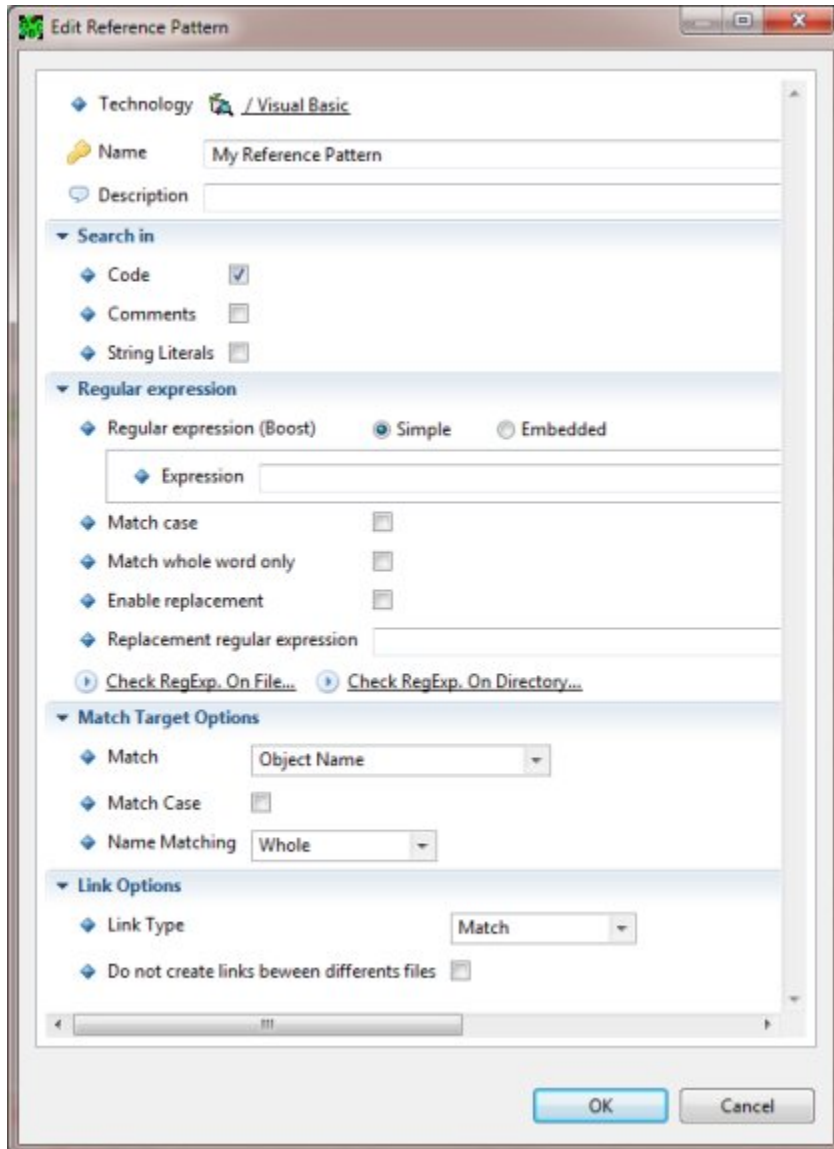 Edit Reference Pattern
Technology / Visual Basic
Name My Reference Pattern
Description
Search in
Code
Comments
String Literals
Regular expression
Regular expression (Boost) Simple Embedded
Expression
Match case
Match whole word only
Enable replacement
Replacement regular expression
Check RegExp. On File... Check RegExp. On Directory...
Match Target Options
Match Object Name
Match Case
Name Matching Whole
Link Options
Link Type Match
Do not create links beween differents files
OK Cancel